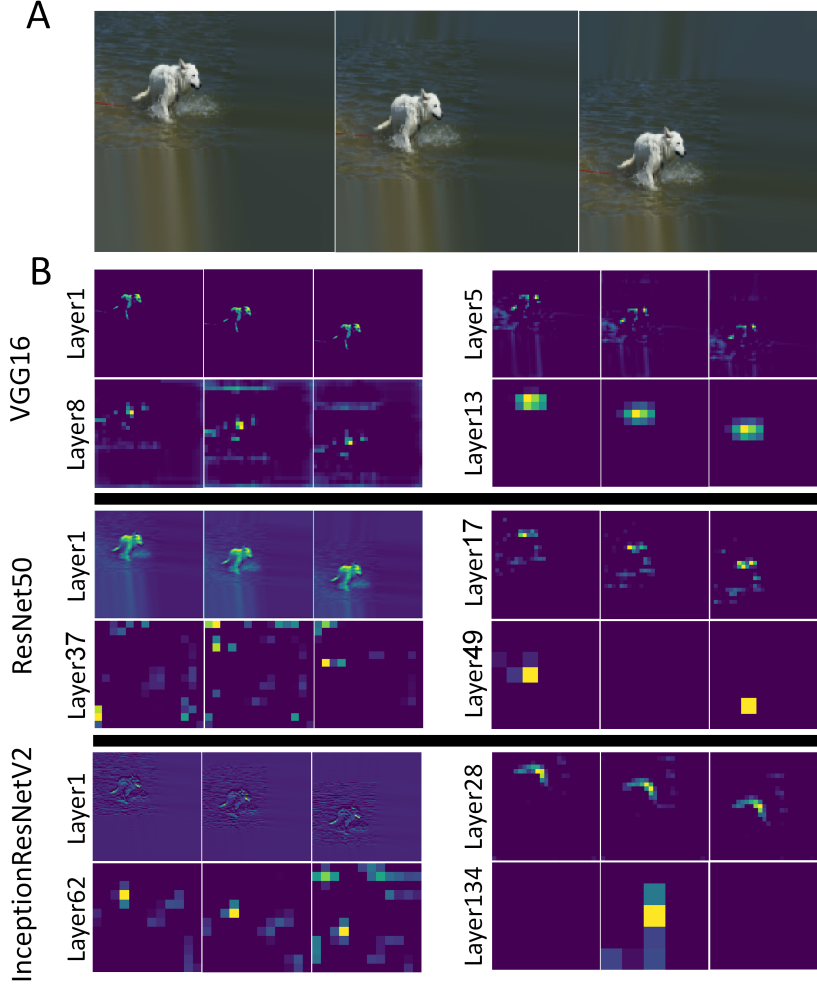 A
B
VGG16
Layer1
Layer5
Layer8
Layer13
ResNet50
Layer1
Layer17
Layer37
Layer49
InceptionResNetV2
Layer1
Layer28
Layer62
Layer134